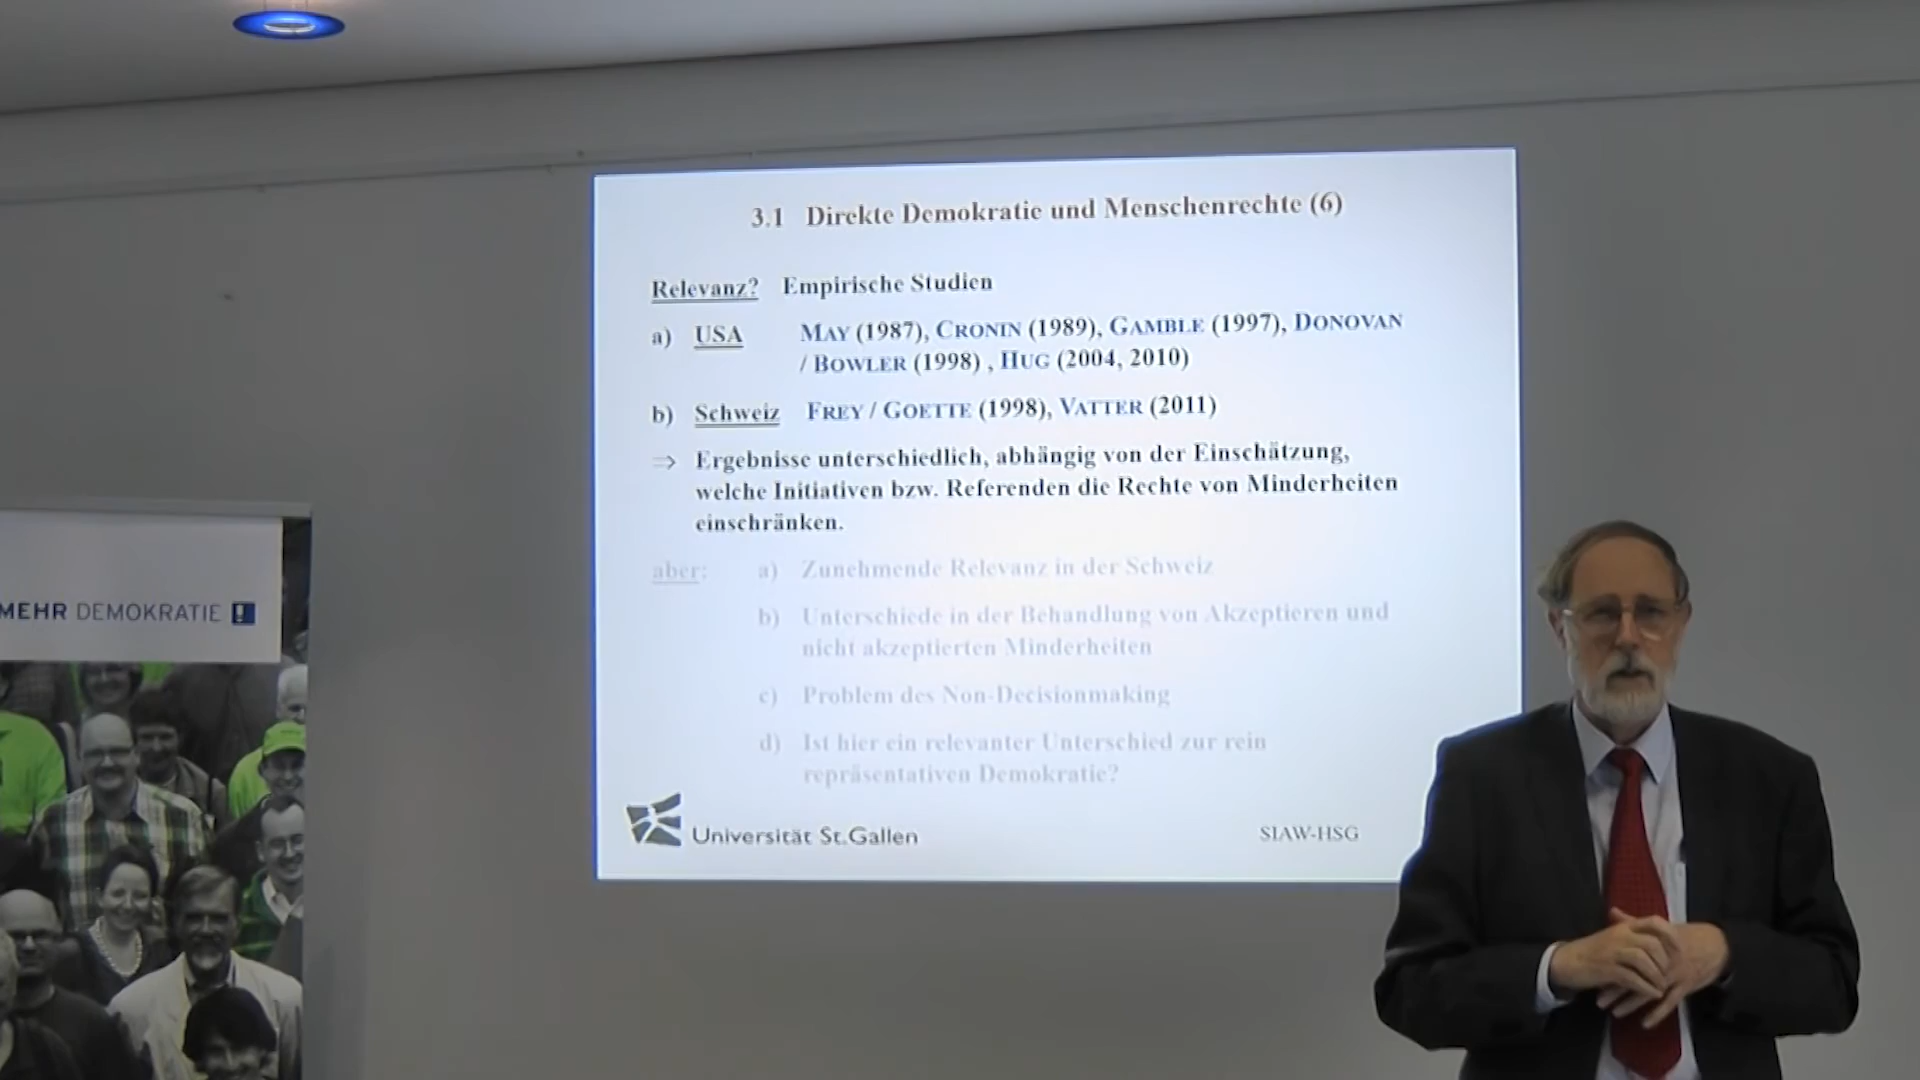 3.1 Direkte Demokratie und Menschenrechte (6)
Relevanz? Empirische Studien
a) USA MAY (1987), CRONIN (1989), GAMBLE (1997), DONOVAN
/ BOWLER (1998) , HUG (2004, 2010)
b) Schweiz FREY / GOETTE (1998), VATTER (2011)
⇒ Ergebnisse unterschiedlich, abhängig von der Einschätzung,
welche Initiativen bzw. Referenden die Rechte von Minderheiten
einschränken.
aber: a) Zunehmende Relevanz in der Schweiz
b) Unterschiede in der Behandlung von Akzeptieren und
nicht akzeptierten Minderheiten
c) Problem des Non-Decisionmaking
d) Ist hier ein relevanter Unterschied zur rein
repräsentativen Demokratie?
Universität St.Gallen
SIAW-HSG
MEHR DEMOKRATIE !